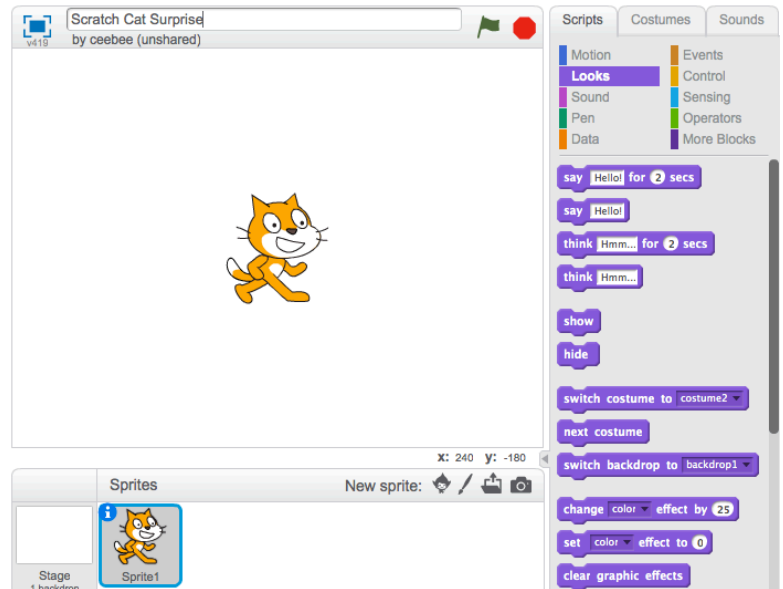 Scratch Cat Surprise
v419
by ceebee (unshared)
Scripts Costumes Sounds
Motion Events
Looks Control
Sound Sensing
Pen Operators
Data More Blocks
say Hello! for 2 secs
say Hello!
think Hmm... for 2 secs
think Hmm...
show
hide
switch costume to costume2
next costume
switch backdrop to backdrop1
change color effect by 25
set color effect to 0
clear graphic effects
x: 240 y: -180
Sprites New sprite:
i
Stage
1 backdrop
Sprite1